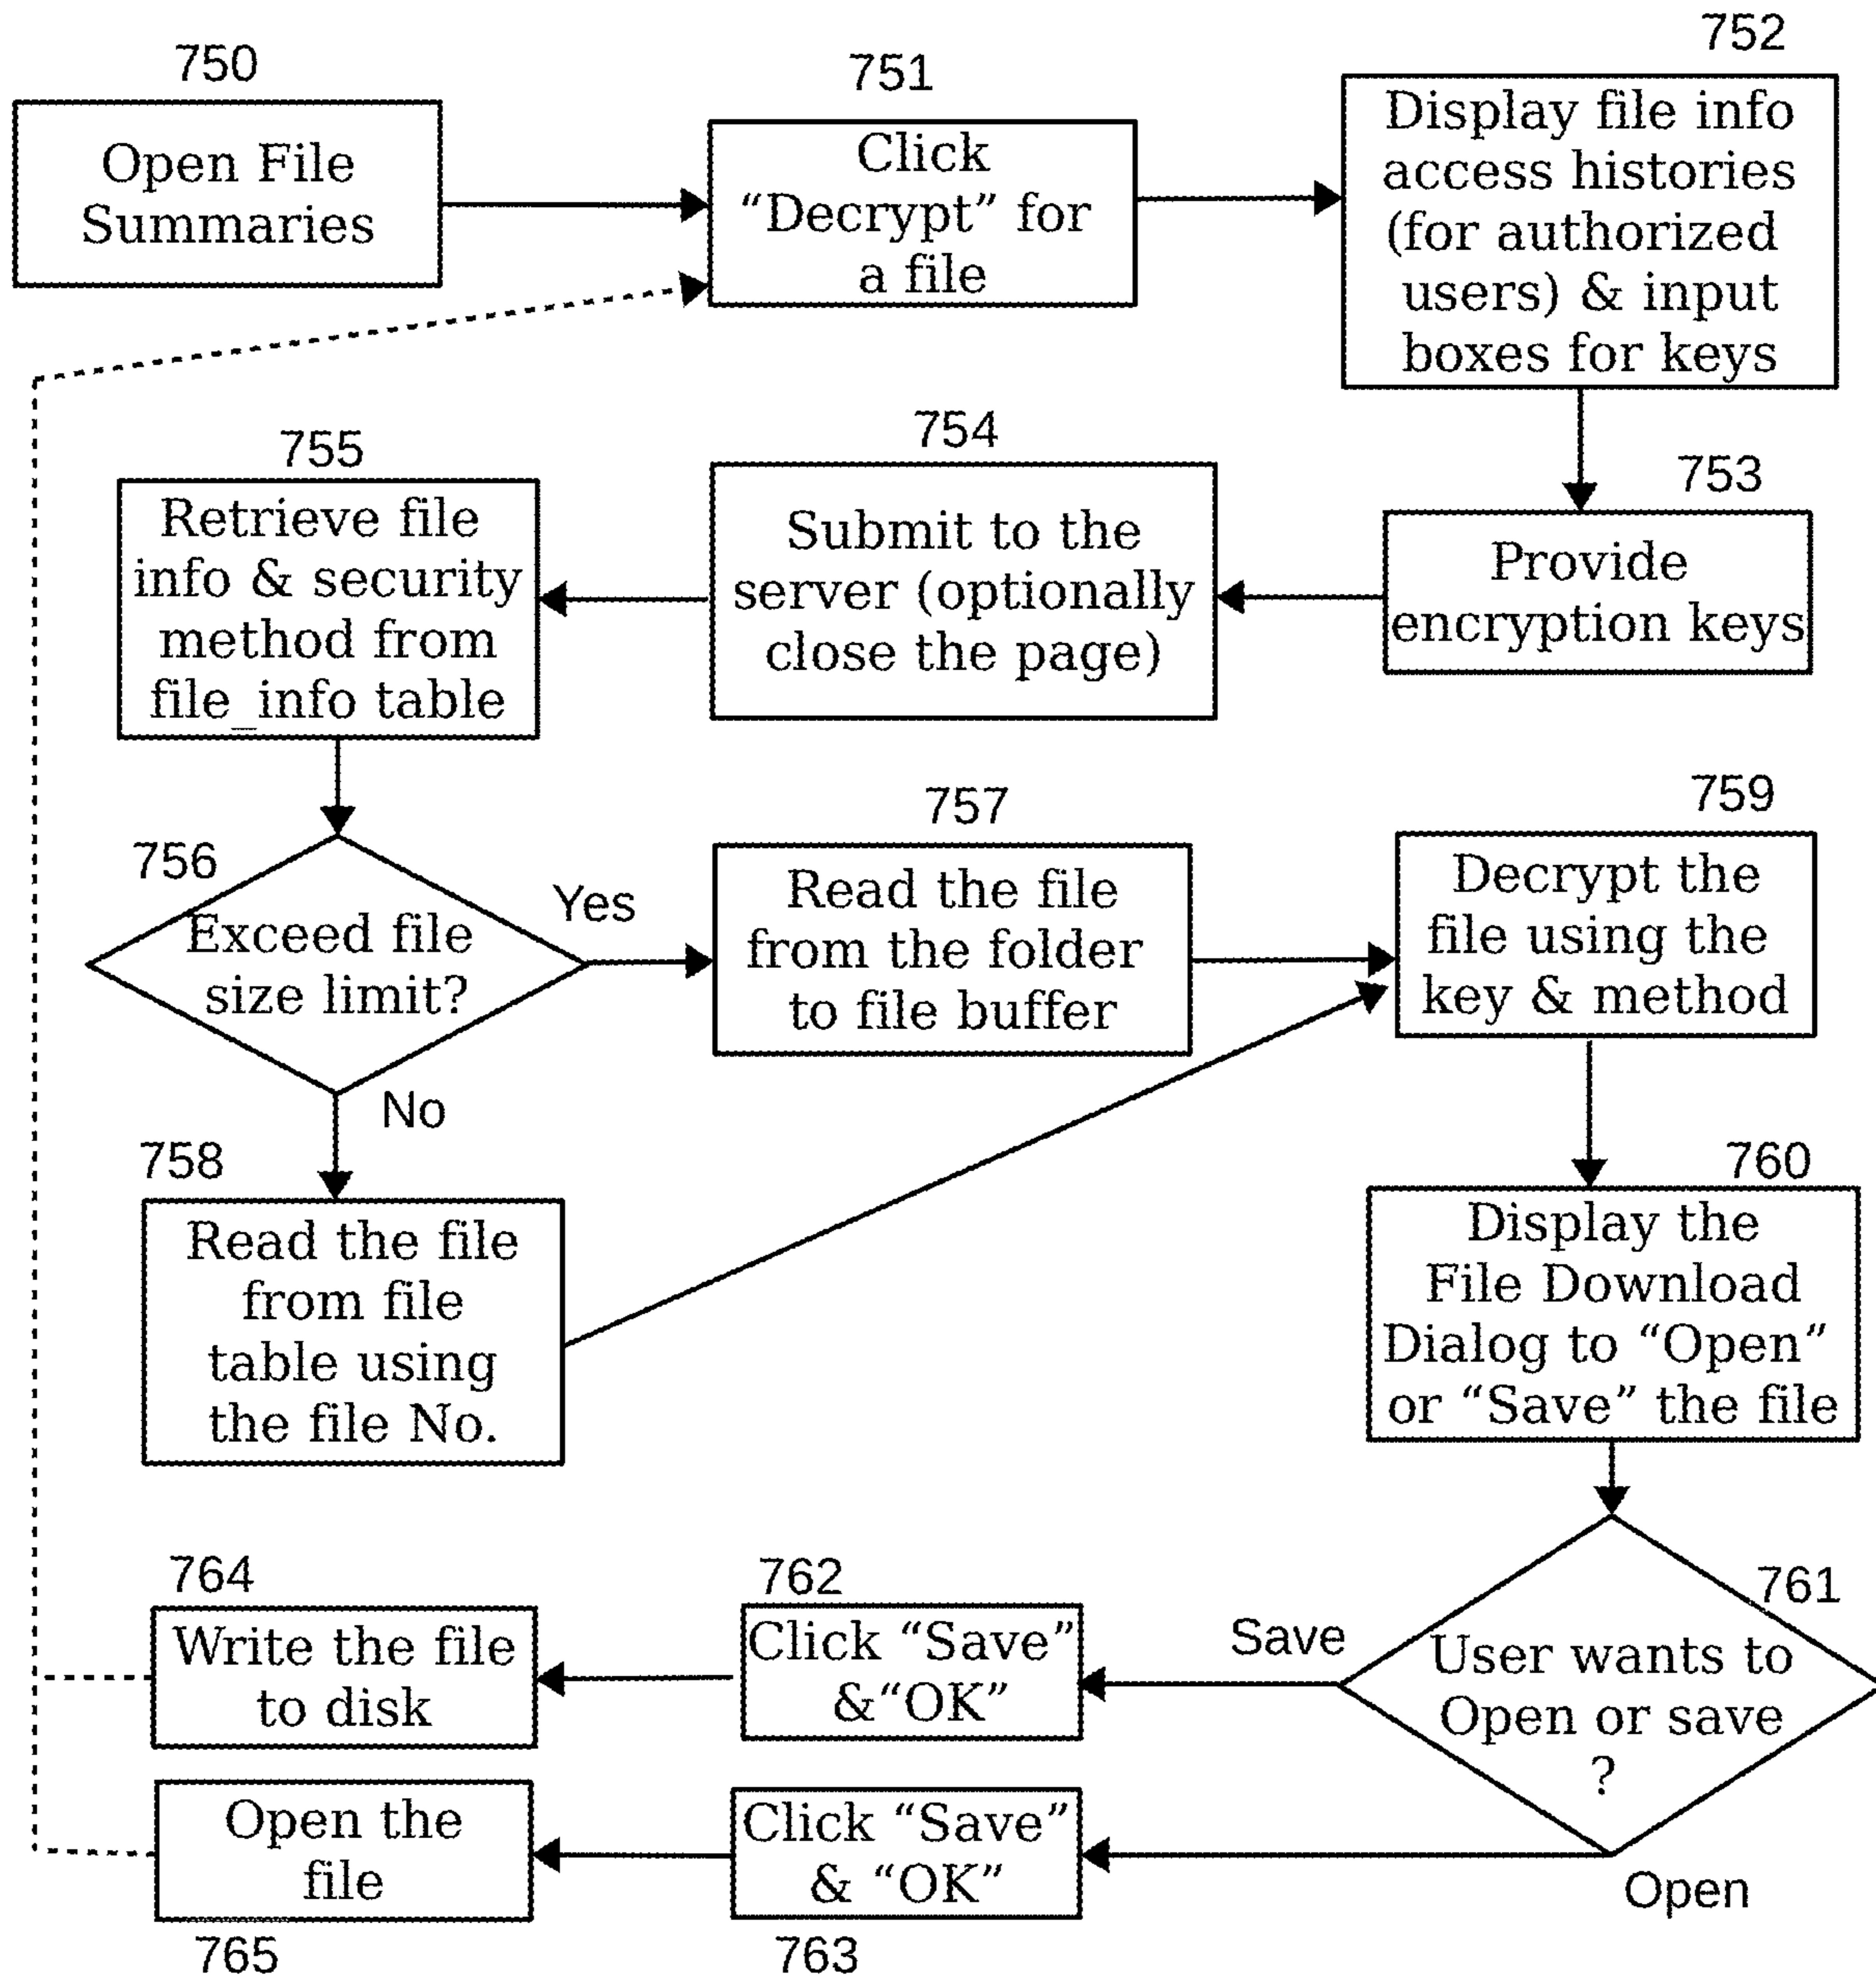 750
Open File
Summaries
751
Click
“Decrypt” for
a file
752
Display file info
access histories
(for authorized
users) & input
boxes for keys
753
Provide
encryption keys
754
Submit to the
server (optionally
close the page)
755
Retrieve file
info & security
method from
file_info table
756
Exceed file
size limit?
Yes
No
757
Read the file
from the folder
to file buffer
758
Read the file
from file
table using
the file No.
759
Decrypt the
file using the
key & method
760
Display the
File Download
Dialog to “Open”
or “Save” the file
761
User wants to
Open or save
?
Save
Open
762
Click “Save”
&“OK”
764
Write the file
to disk
Click “Save”
& “OK”
763
Open the
file
765